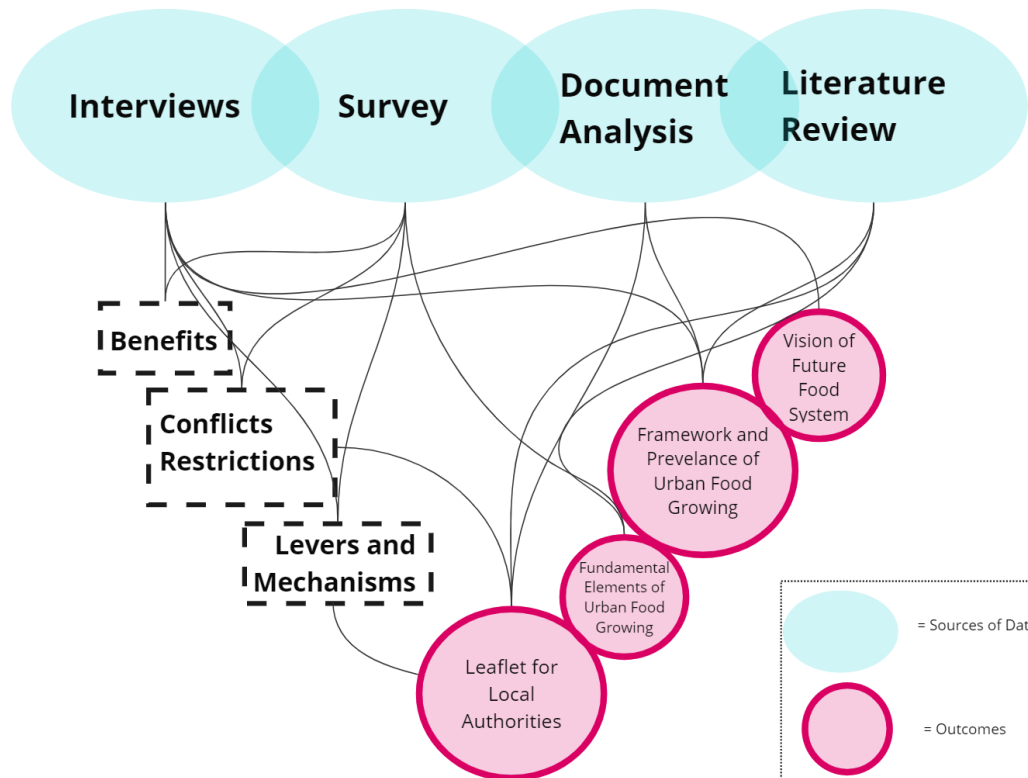 Interviews
Survey
Document
Analysis
Literature
Review
Benefits
Conflicts
Restrictions
Levers and
Mechanisms
Vision of
Future
Food
System
Framework and
Prevelance of
Urban Food
Growing
Fundamental
Elements of
Urban Food
Growing
Leaflet for
Local
Authorities
= Sources of Dat
= Outcomes